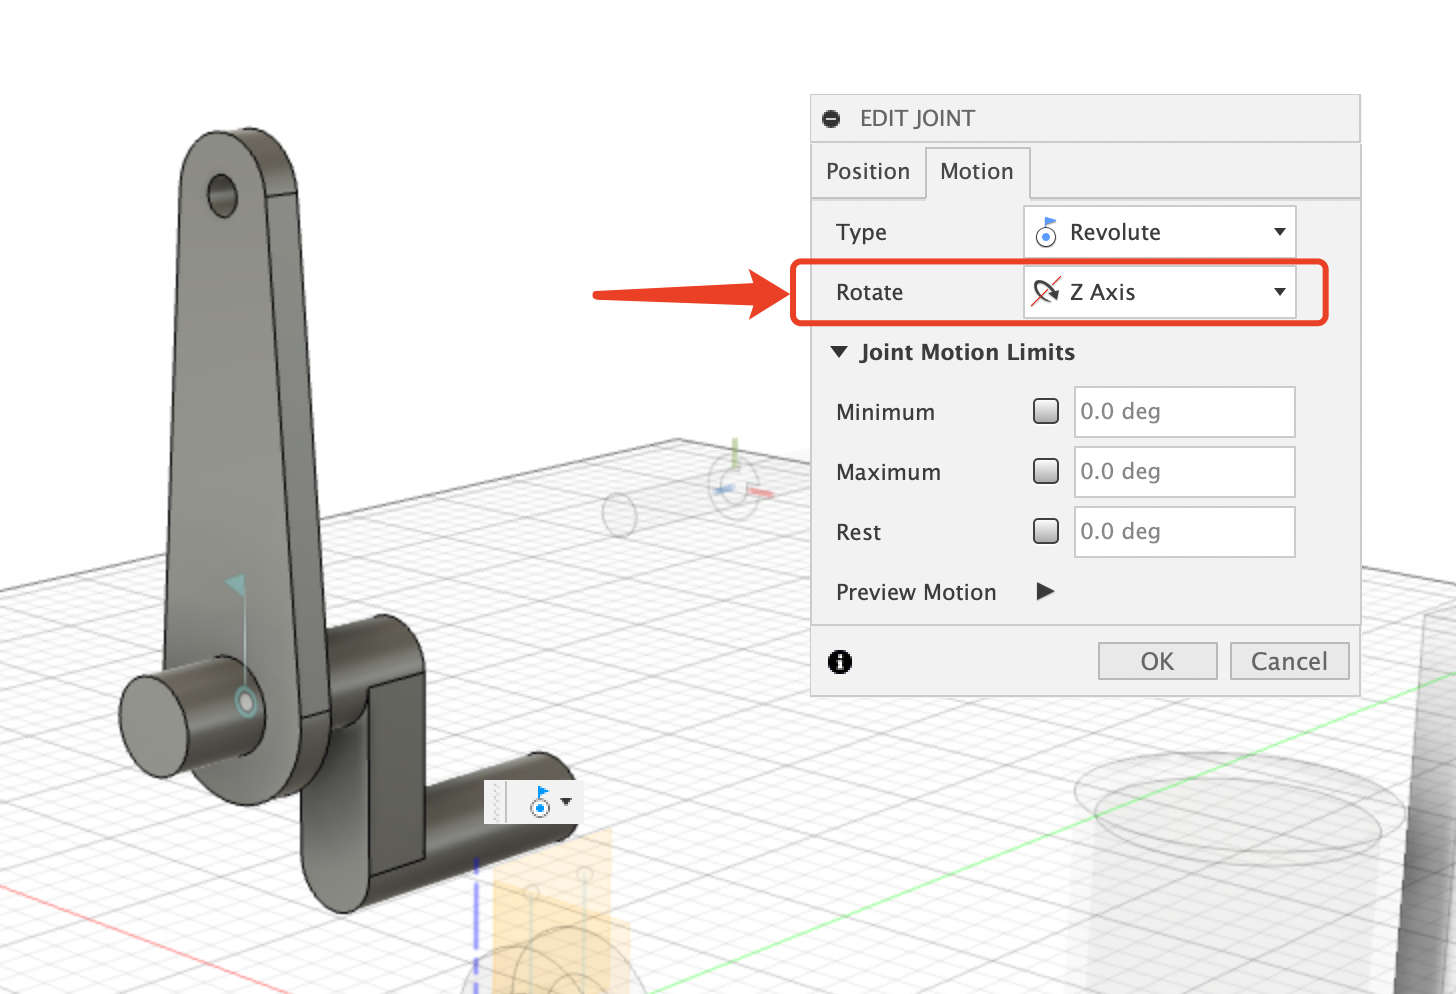 EDIT JOINT
Position Motion
Type Revolute
Rotate Z Axis
Joint Motion Limits
Minimum 0.0 deg
Maximum 0.0 deg
Rest 0.0 deg
Preview Motion
OK Cancel